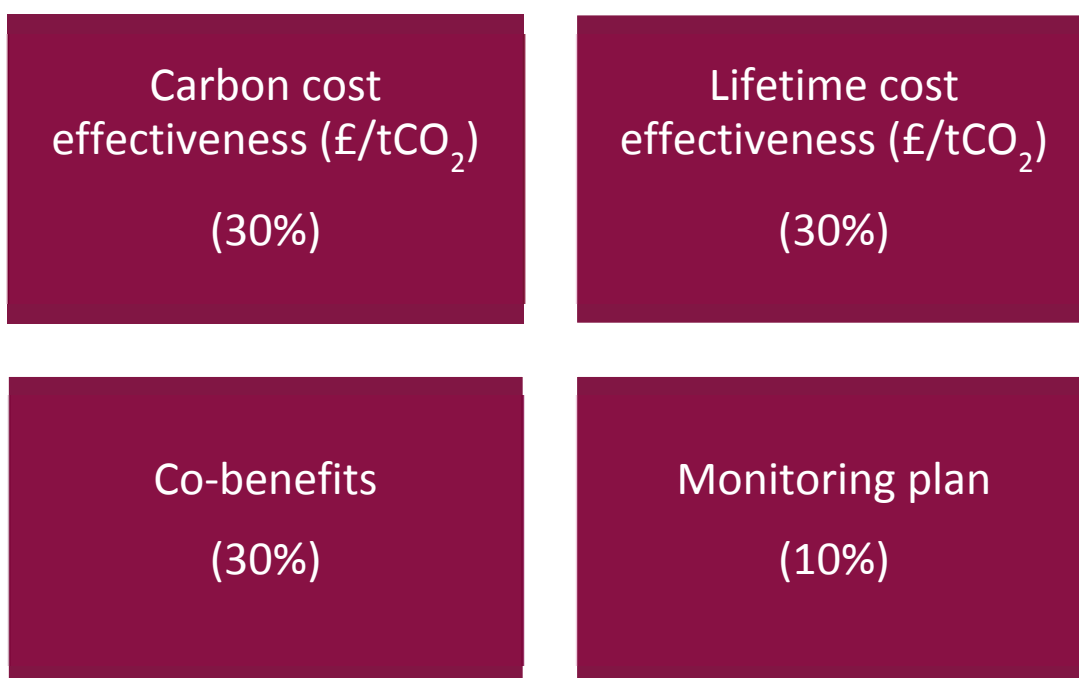 Carbon cost
effectiveness (£/tCO₂)
(30%)
Lifetime cost
effectiveness (£/tCO₂)
(30%)
Co-benefits
(30%)
Monitoring plan
(10%)